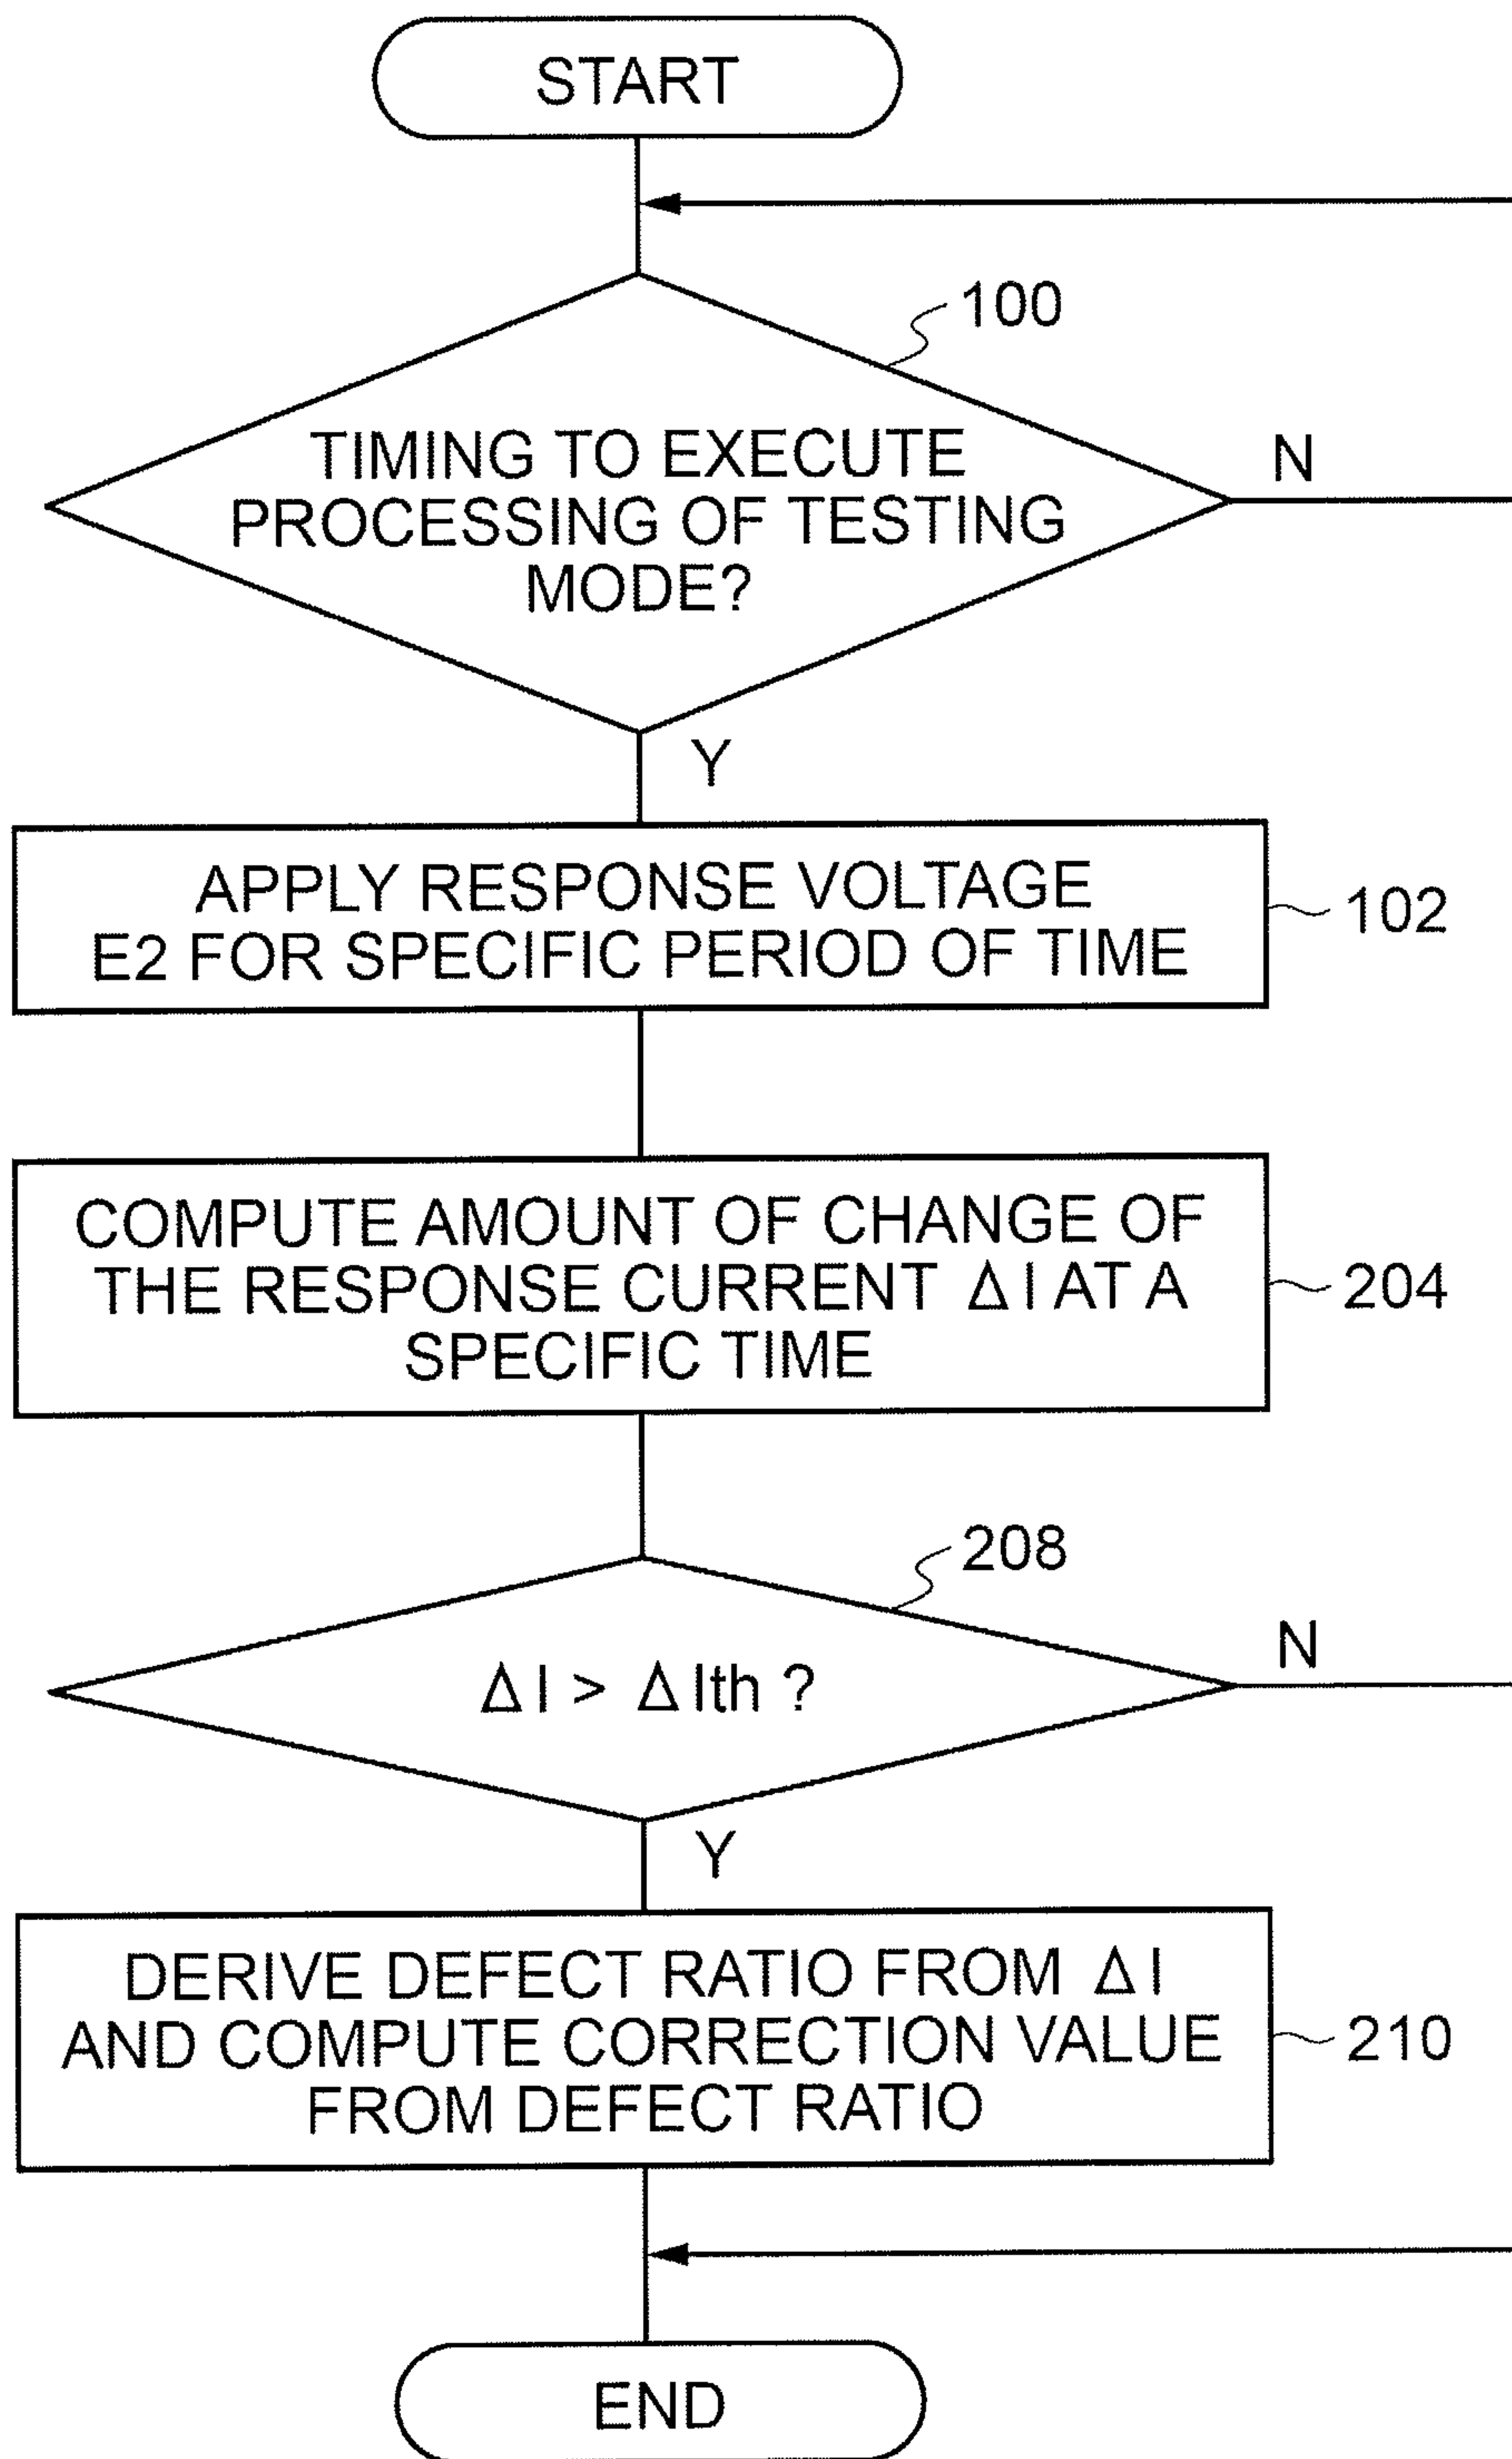 START
100
TIMING TO EXECUTE
PROCESSING OF TESTING
MODE?
N
Y
APPLY RESPONSE VOLTAGE
E2 FOR SPECIFIC PERIOD OF TIME
102
COMPUTE AMOUNT OF CHANGE OF
THE RESPONSE CURRENT ΔI AT A
SPECIFIC TIME
204
208
ΔI > ΔIth ?
N
Y
DERIVE DEFECT RATIO FROM ΔI
AND COMPUTE CORRECTION VALUE
FROM DEFECT RATIO
210
END